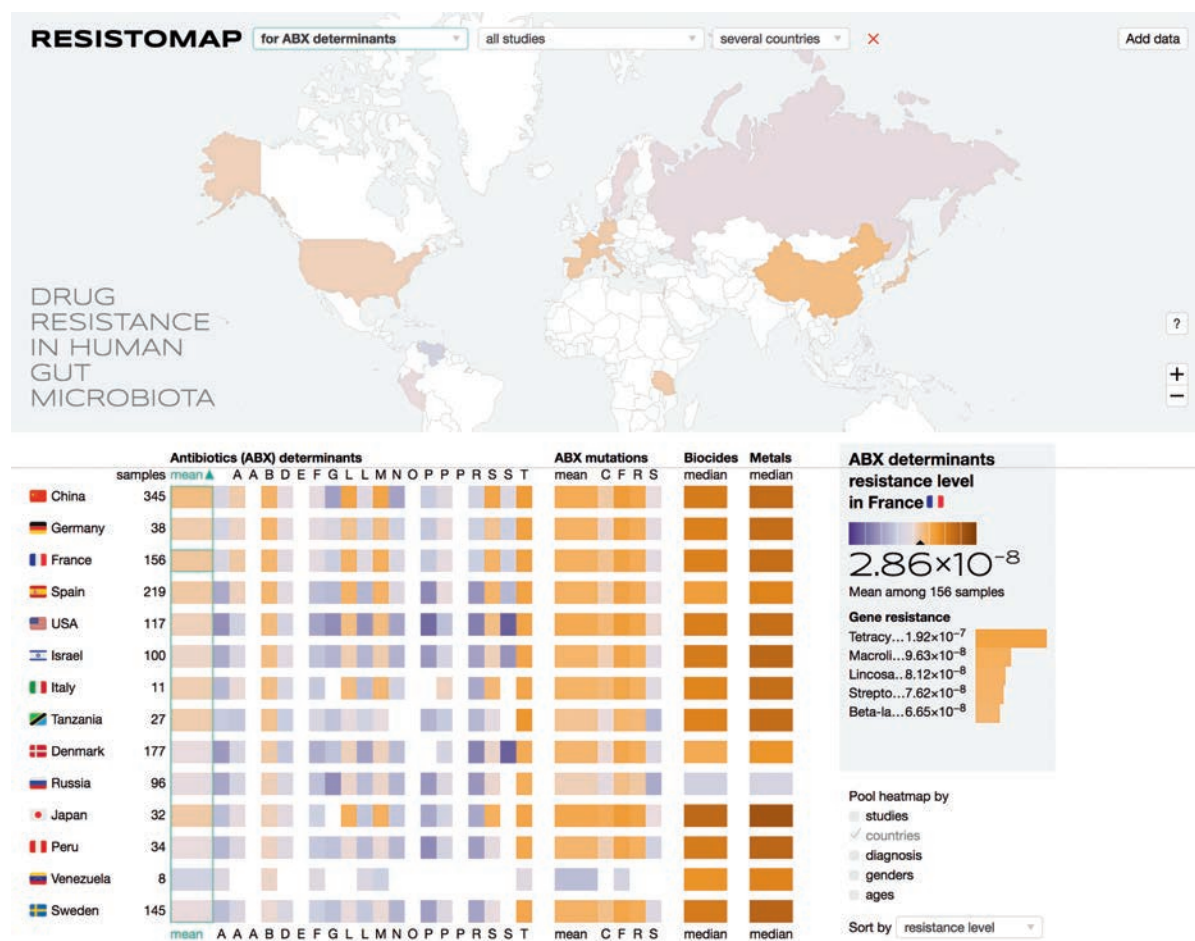 RESISTOMAP for ABX determinants all studies several countries × Add data
DRUG
RESISTANCE
IN HUMAN
GUT
MICROBIOTA
?
+
−
Antibiotics (ABX) determinants ABX mutations Biocides Metals
samples mean▲ A A B D E F G L L M N O P P P R S S T mean C F R S median median
China 345
Germany 38
France 156
Spain 219
USA 117
Israel 100
Italy 11
Tanzania 27
Denmark 177
Russia 96
Japan 32
Peru 34
Venezuela 8
Sweden 145
mean A A B D E F G L L M N O P P P R S S T mean C F R S median median
ABX determinants
resistance level
in France
2.86×10⁻⁸
Mean among 156 samples
Gene resistance
Tetracy...1.92×10⁻⁷
Macroli...9.63×10⁻⁸
Lincosa..8.12×10⁻⁸
Strepto...7.62×10⁻⁸
Beta-la...6.65×10⁻⁸
Pool heatmap by
studies
countries
diagnosis
genders
ages
Sort by resistance level